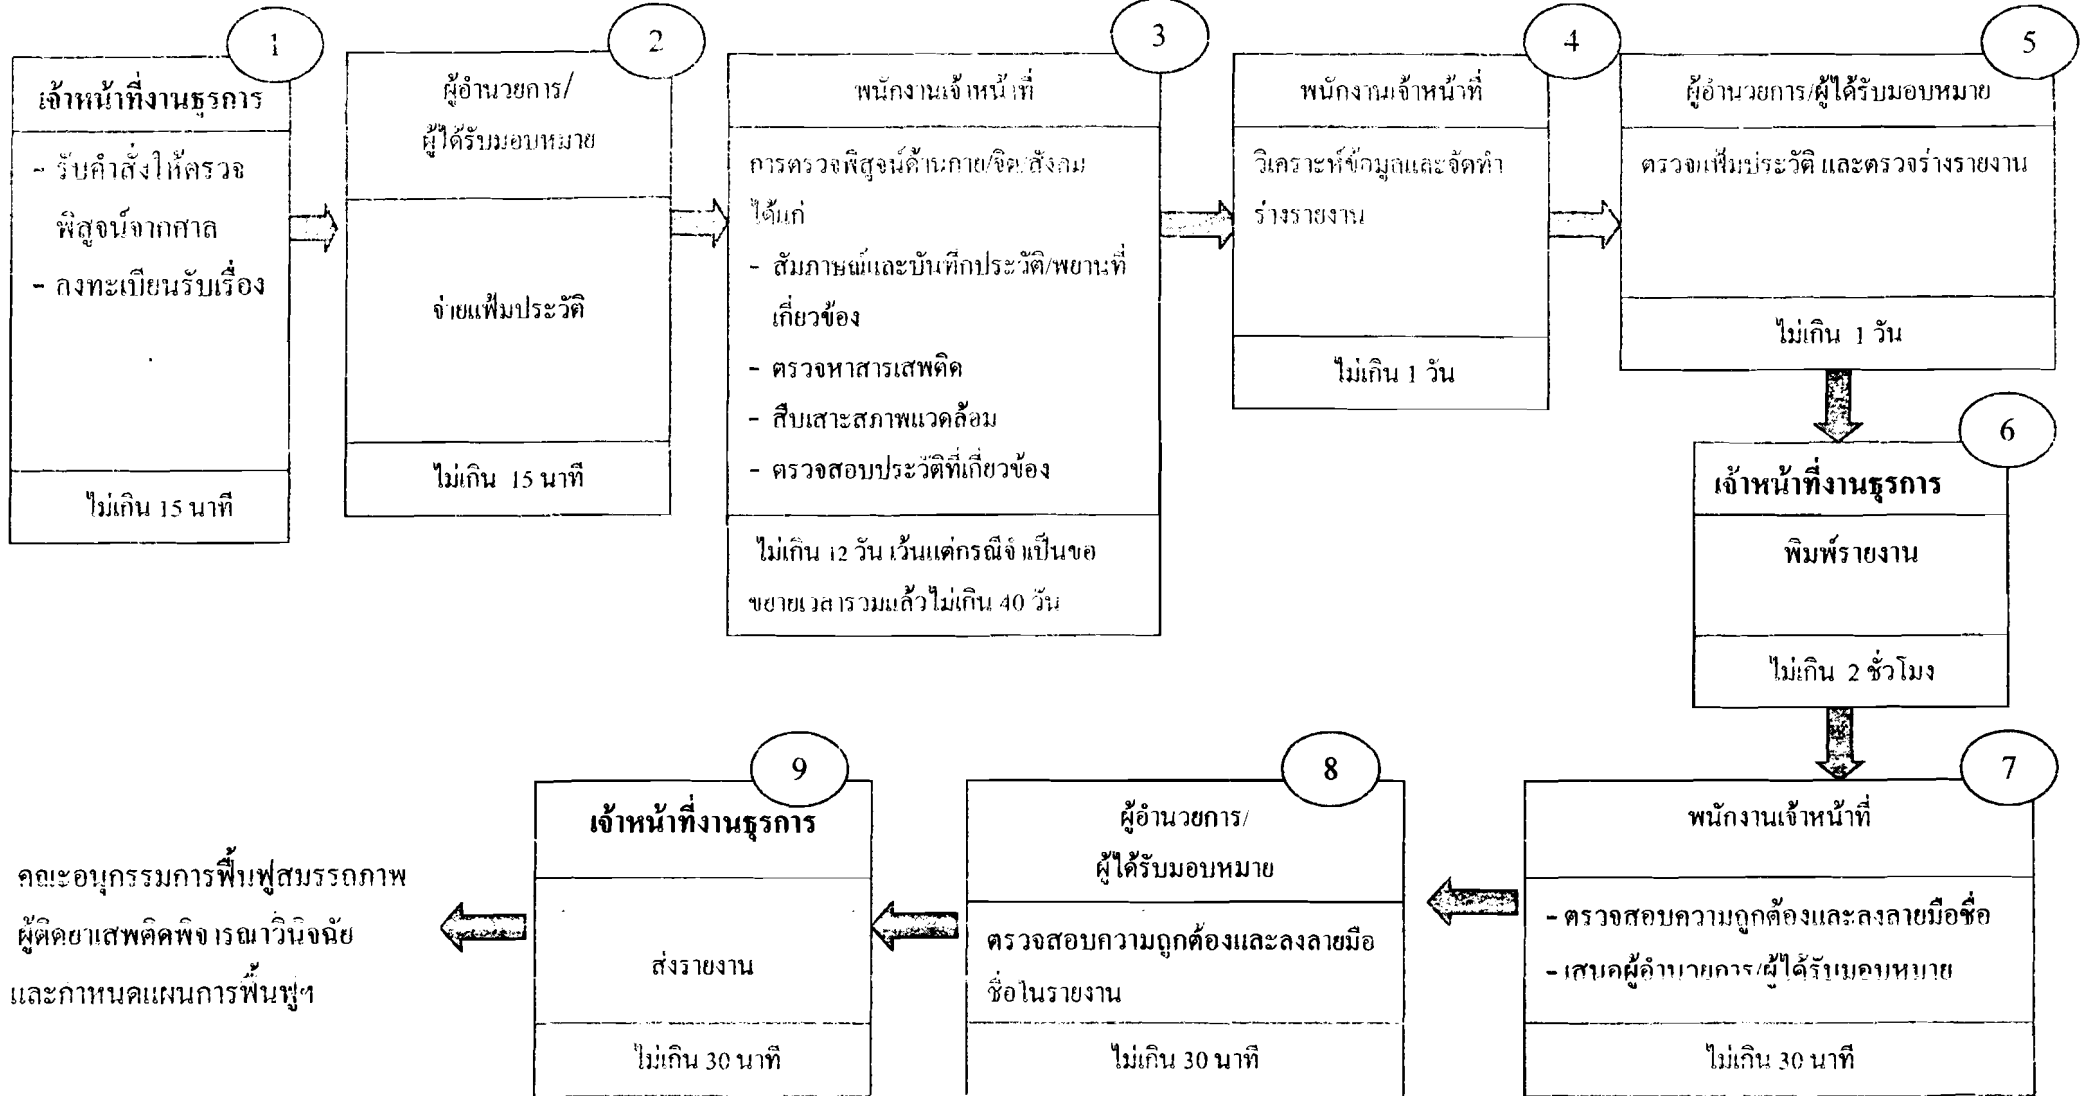 1
เจ้าหน้าที่งานธุรการ
- รับคำสั่งให้ตรวจ
พิสูจน์จากศาล
- ลงทะเบียนรับเรื่อง
ไม่เกิน 15 นาที
2
ผู้อำนวยการ/
ผู้ได้รับมอบหมาย
จ่ายแฟ้มประวัติ
ไม่เกิน 15 นาที
3
พนักงานเจ้าหน้าที่
การตรวจพิสูจน์ด้านกาย/จิต/สังคม
ได้แก่
- สัมภาษณ์และบันทึกประวัติ/พยานที่
เกี่ยวข้อง
- ตรวจหาสารเสพติด
- สืบเสาะสภาพแวดล้อม
- ตรวจสอบประวัติที่เกี่ยวข้อง
ไม่เกิน 12 วัน เว้นแต่กรณีจำเป็นขอ
ขยายเวลารวมแล้วไม่เกิน 40 วัน
4
พนักงานเจ้าหน้าที่
วิเคราะห์ข้อมูลและจัดทำ
ร่างรายงาน
ไม่เกิน 1 วัน
5
ผู้อำนวยการ/ผู้ได้รับมอบหมาย
ตรวจแฟ้มประวัติ และตรวจร่างรายงาน
ไม่เกิน 1 วัน
6
เจ้าหน้าที่งานธุรการ
พิมพ์รายงาน
ไม่เกิน 2 ชั่วโมง
7
พนักงานเจ้าหน้าที่
- ตรวจสอบความถูกต้องและลงลายมือชื่อ
- เสนอผู้อำนวยการ/ผู้ได้รับมอบหมาย
ไม่เกิน 30 นาที
8
ผู้อำนวยการ/
ผู้ได้รับมอบหมาย
ตรวจสอบความถูกต้องและลงลายมือ
ชื่อในรายงาน
ไม่เกิน 30 นาที
9
เจ้าหน้าที่งานธุรการ
ส่งรายงาน
ไม่เกิน 30 นาที
คณะอนุกรรมการฟื้นฟูสมรรถภาพ
ผู้ติดยาเสพติดพิจารณาวินิจฉัย
และกำหนดแผนการฟื้นฟูฯ